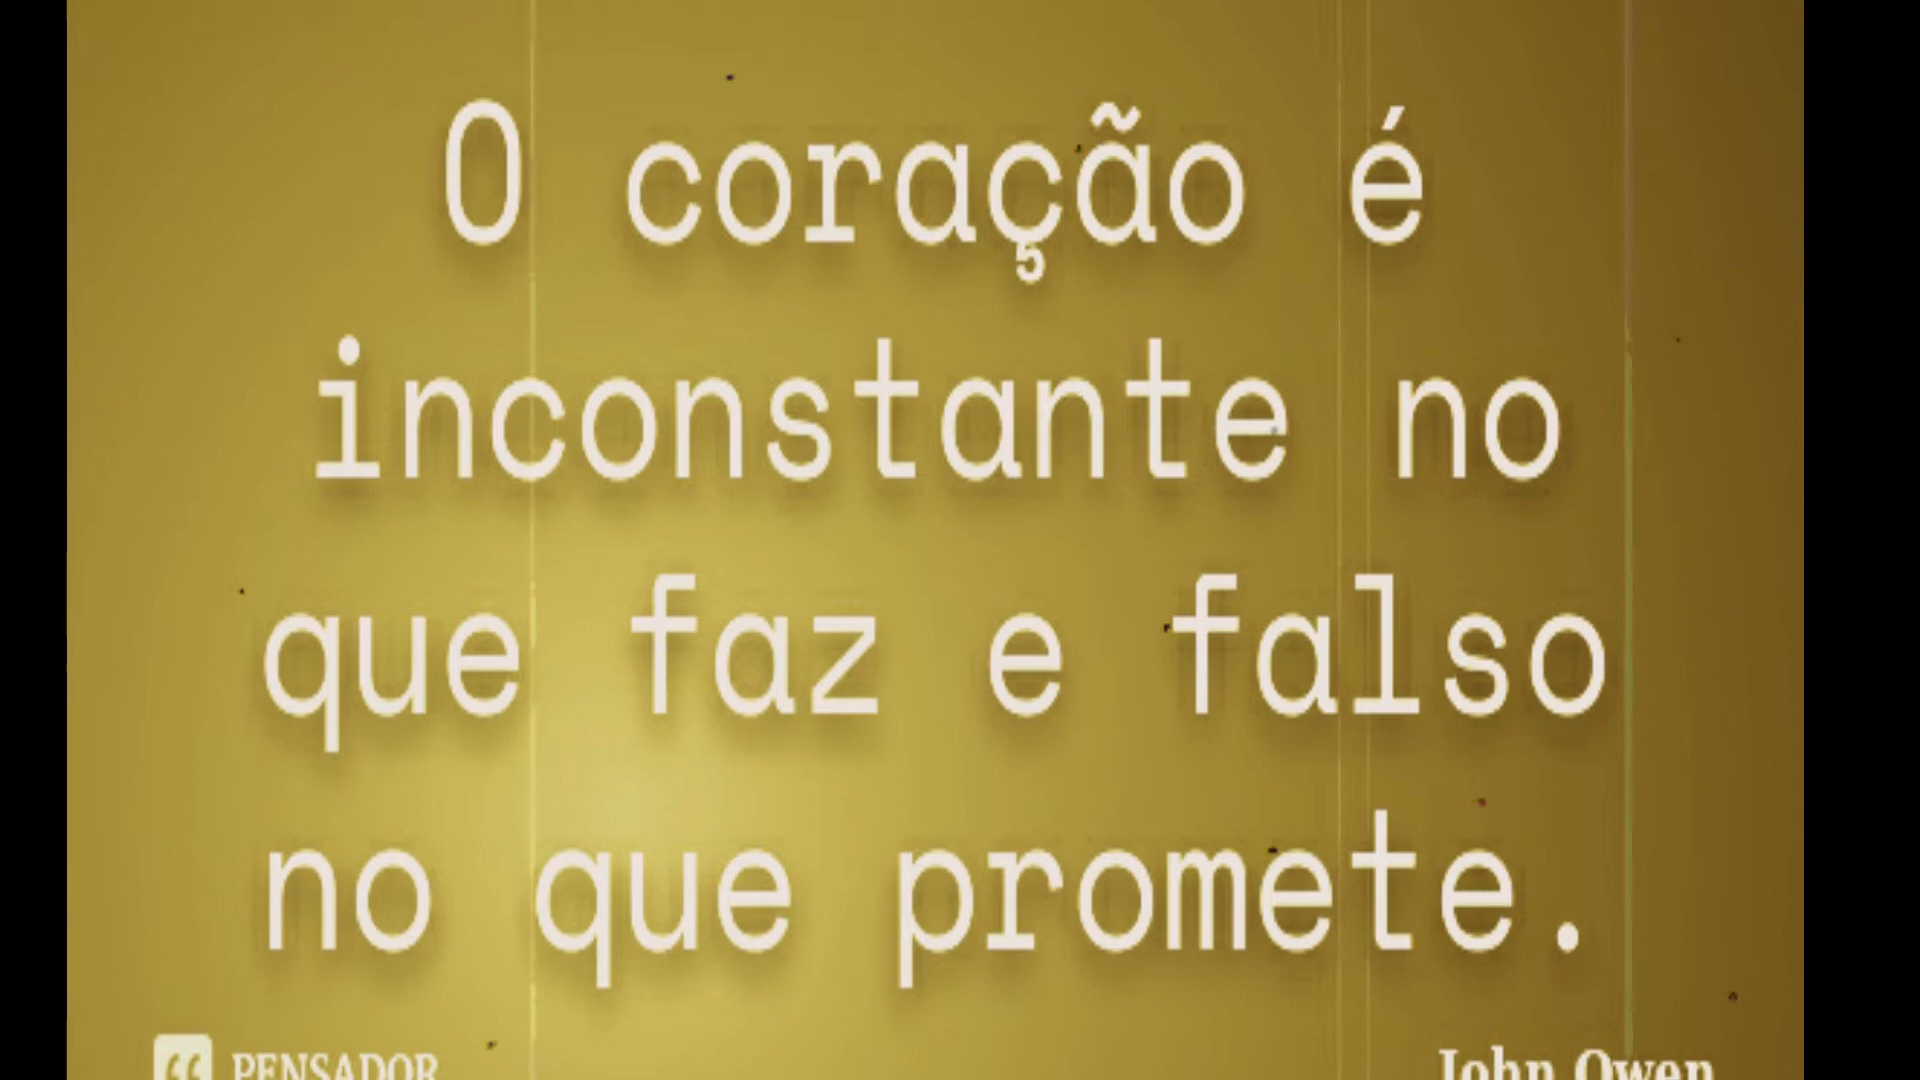 O coração é
inconstante no
que faz e falso
no que promete.
PENSADOR
John Owen